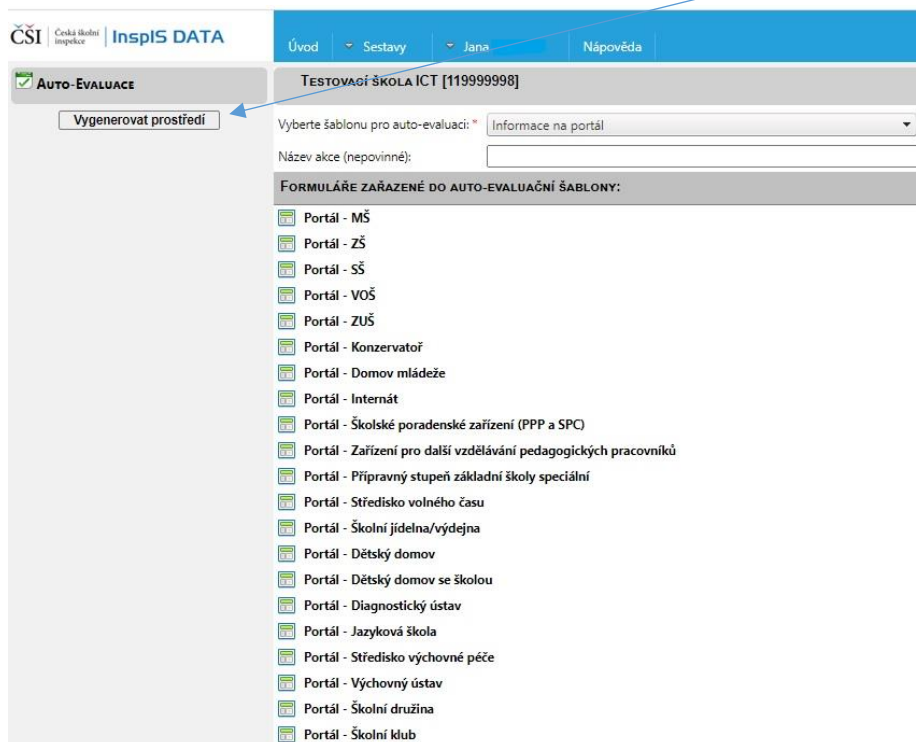 ČŠI Česká školní inspekce InspIS DATA
Úvod Sestavy Jana Nápověda
AUTO-EVALUACE
Vygenerovat prostředí
TESTOVACÍ ŠKOLA ICT [119999998]
Vyberte šablonu pro auto-evaluaci: * Informace na portál
Název akce (nepovinné):
FORMULÁŘE ZAŘAZENÉ DO AUTO-EVALUAČNÍ ŠABLONY:
Portál - MŠ
Portál - ZŠ
Portál - SŠ
Portál - VOŠ
Portál - ZUŠ
Portál - Konzervatoř
Portál - Domov mládeže
Portál - Internát
Portál - Školské poradenské zařízení (PPP a SPC)
Portál - Zařízení pro další vzdělávání pedagogických pracovníků
Portál - Přípravný stupeň základní školy speciální
Portál - Středisko volného času
Portál - Školní jídelna/výdejna
Portál - Dětský domov
Portál - Dětský domov se školou
Portál - Diagnostický ústav
Portál - Jazyková škola
Portál - Středisko výchovné péče
Portál - Výchovný ústav
Portál - Školní družina
Portál - Školní klub